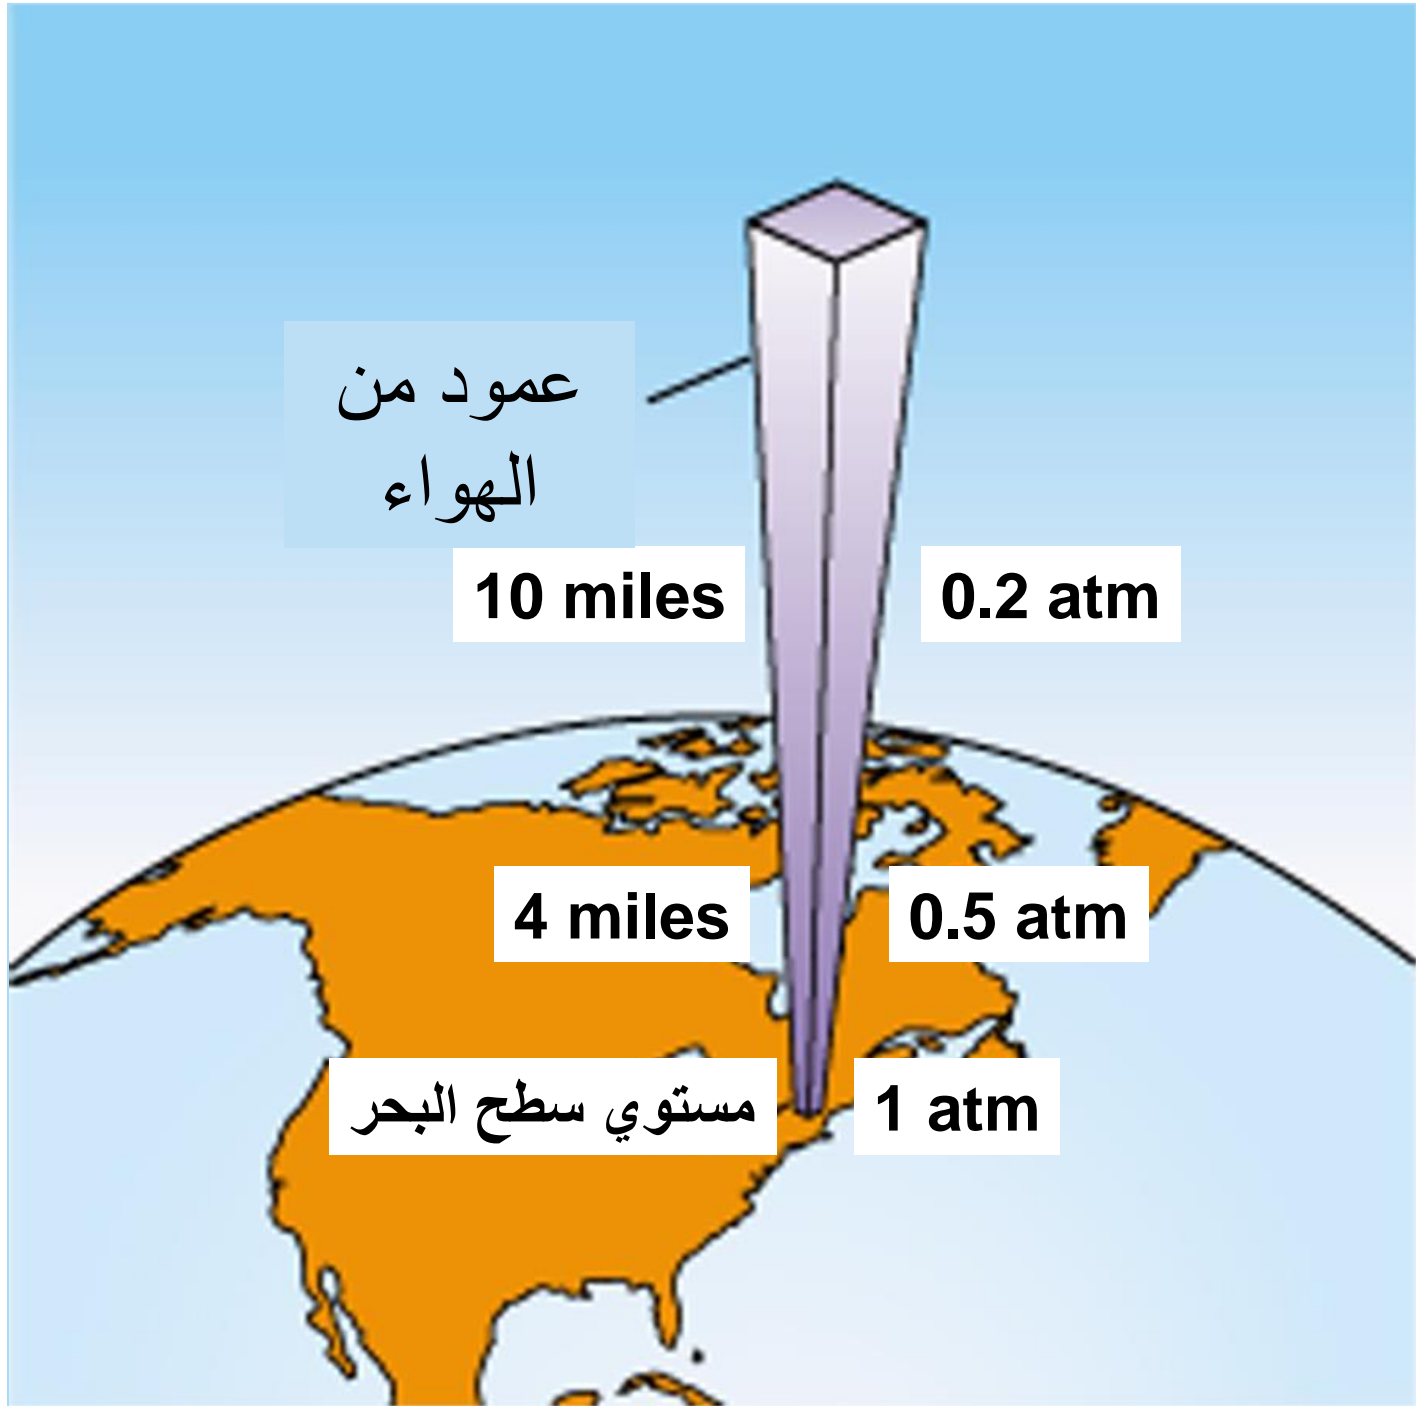 عمود من
الهواء
10 miles
0.2 atm
4 miles
0.5 atm
مستوي سطح البحر
1 atm